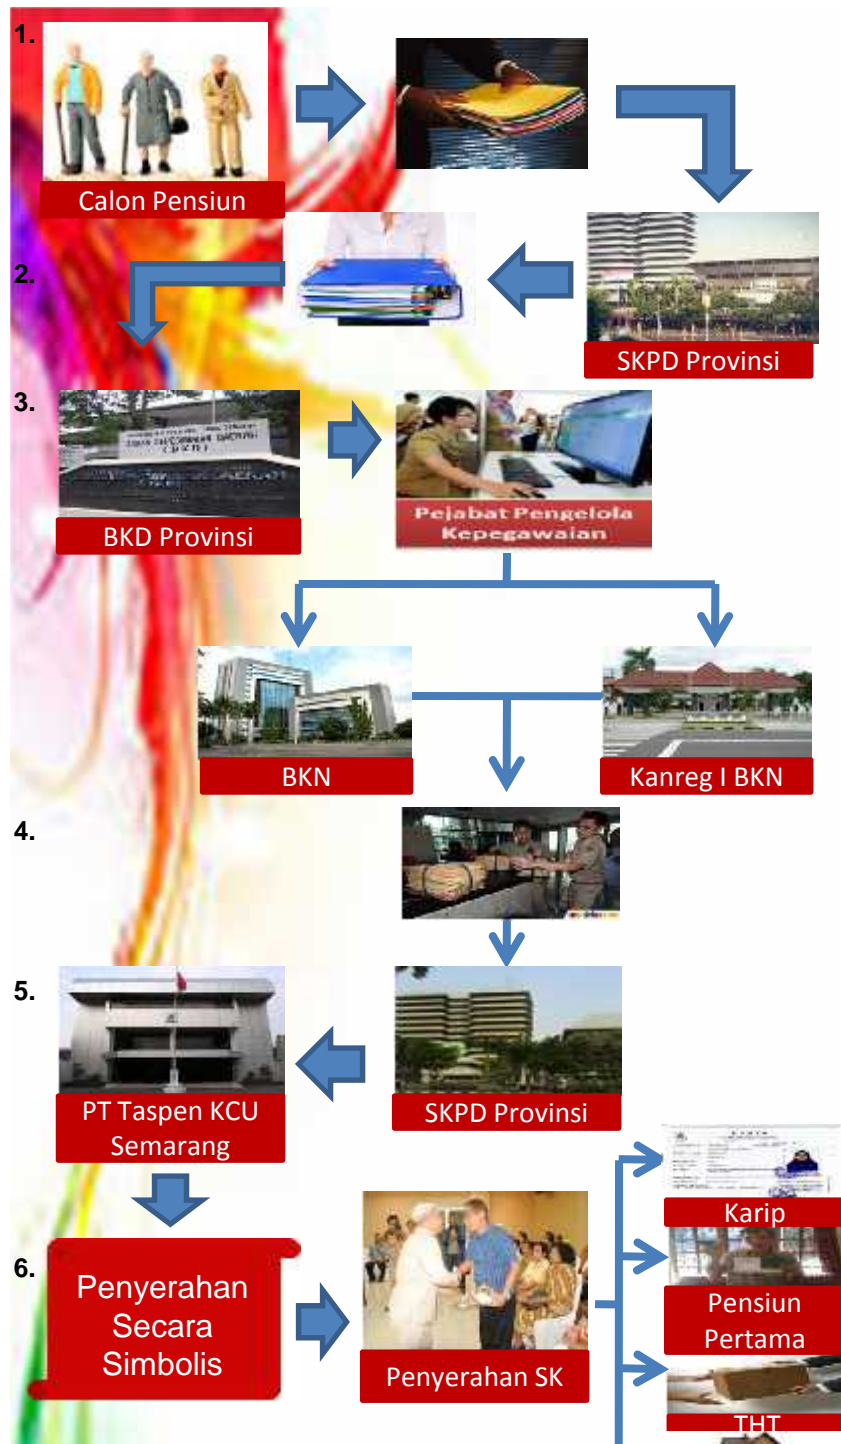 1.
Calon Pensiun
2.
SKPD Provinsi
3.
BKD Provinsi
Pejabat Pengelola
Kepegawaian
BKN
Kanreg I BKN
4.
5.
PT Taspen KCU
Semarang
SKPD Provinsi
Karip
6.
Penyerahan
Secara
Simbolis
Penyerahan SK
Pensiun
Pertama
THT